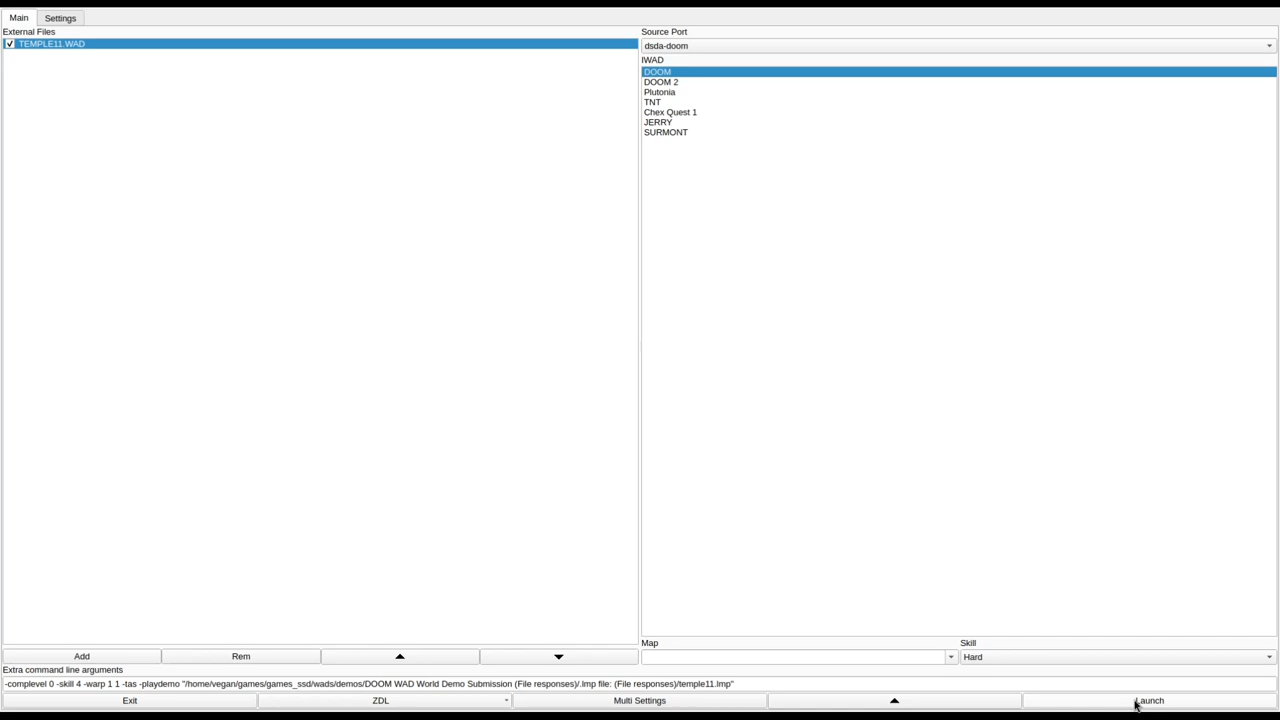 Main Settings
External Files
TEMPLE11.WAD
Source Port
dsda-doom
IWAD
DOOM
DOOM 2
Plutonia
TNT
Chex Quest 1
JERRY
SURMONT
Map Skill
Hard
Add Rem
Extra command line arguments
-complevel 0 -skill 4 -warp 1 1 -tas -playdemo "/home/vegan/games/games_ssd/wads/demos/DOOM WAD World Demo Submission (File responses)/.lmp file: (File responses)/temple11.lmp"
Exit ZDL Multi Settings Launch